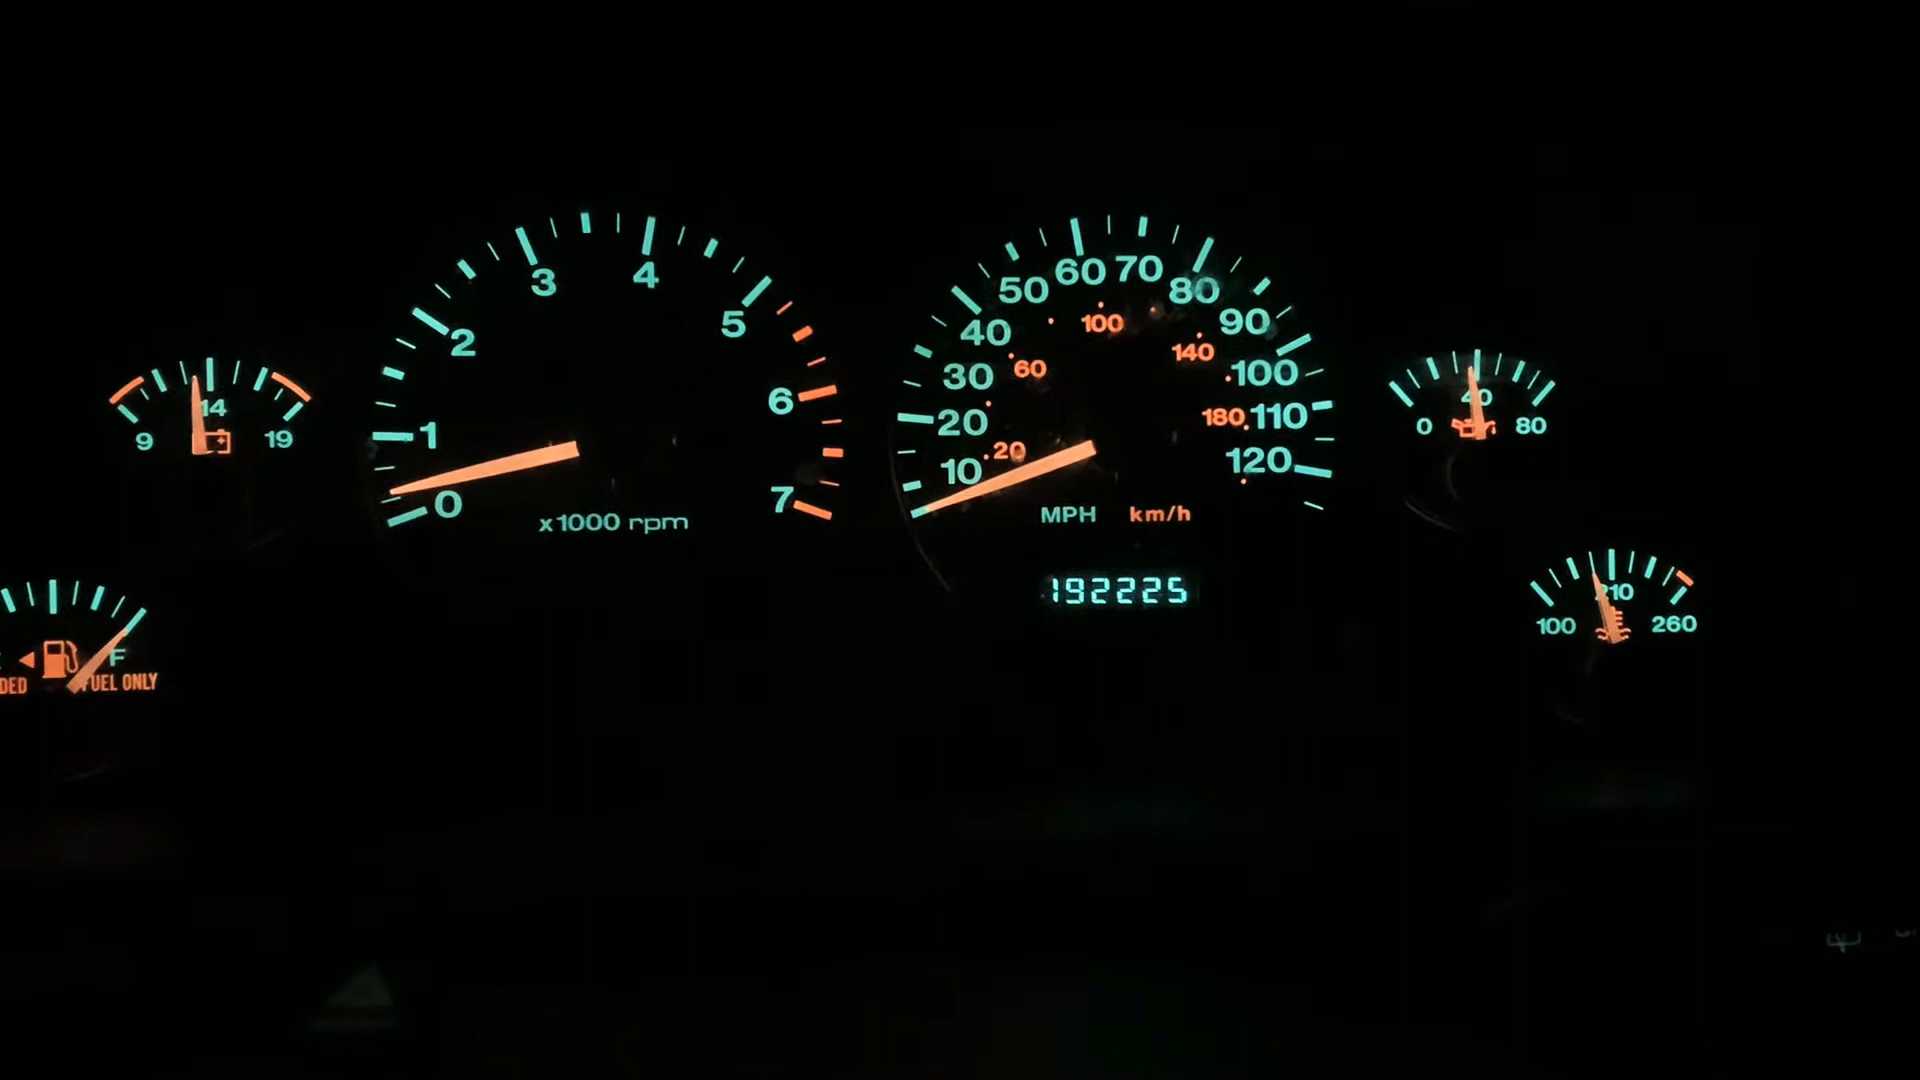 9 14 19
DED FUEL ONLY
F
0 1 2 3 4 5 6 7
x1000 rpm
10 20 30 40 50 60 70 80 90 100 110 120
20 60 100 140 180
MPH km/h
192225
0 40 80
100 210 260